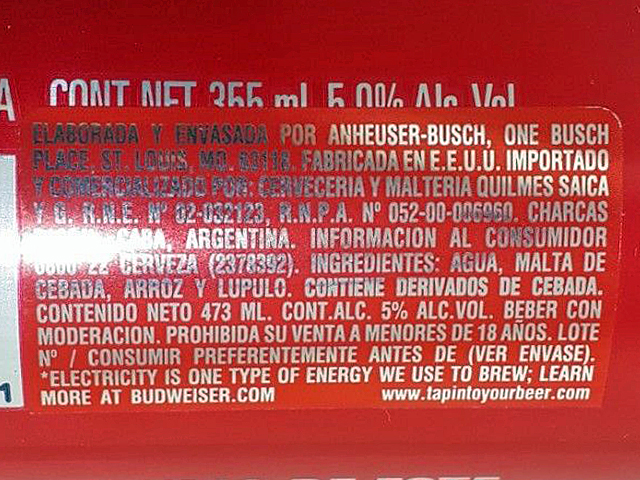 CONT. NET. 355 ml 5.0% Alc. Vol.
ELABORADA Y ENVASADA POR ANHEUSER-BUSCH, ONE BUSCH
PLACE. ST. LOUIS, MO. 63118. FABRICADA EN E.E.U.U. IMPORTADO
Y COMERCIALIZADO POR: CERVECERIA Y MALTERIA QUILMES SAICA
Y G. R.N.E. Nº 02-032123, R.N.P.A. Nº 052-00-006960. CHARCAS
CABA, ARGENTINA. INFORMACION AL CONSUMIDOR
0800 22 CERVEZA (2378392). INGREDIENTES: AGUA, MALTA DE
CEBADA, ARROZ Y LUPULO. CONTIENE DERIVADOS DE CEBADA.
CONTENIDO NETO 473 ML. CONT.ALC. 5% ALC.VOL. BEBER CON
MODERACION. PROHIBIDA SU VENTA A MENORES DE 18 AÑOS. LOTE
Nº / CONSUMIR PREFERENTEMENTE ANTES DE (VER ENVASE).
*ELECTRICITY IS ONE TYPE OF ENERGY WE USE TO BREW; LEARN
MORE AT BUDWEISER.COM www.tapintoyourbeer.com